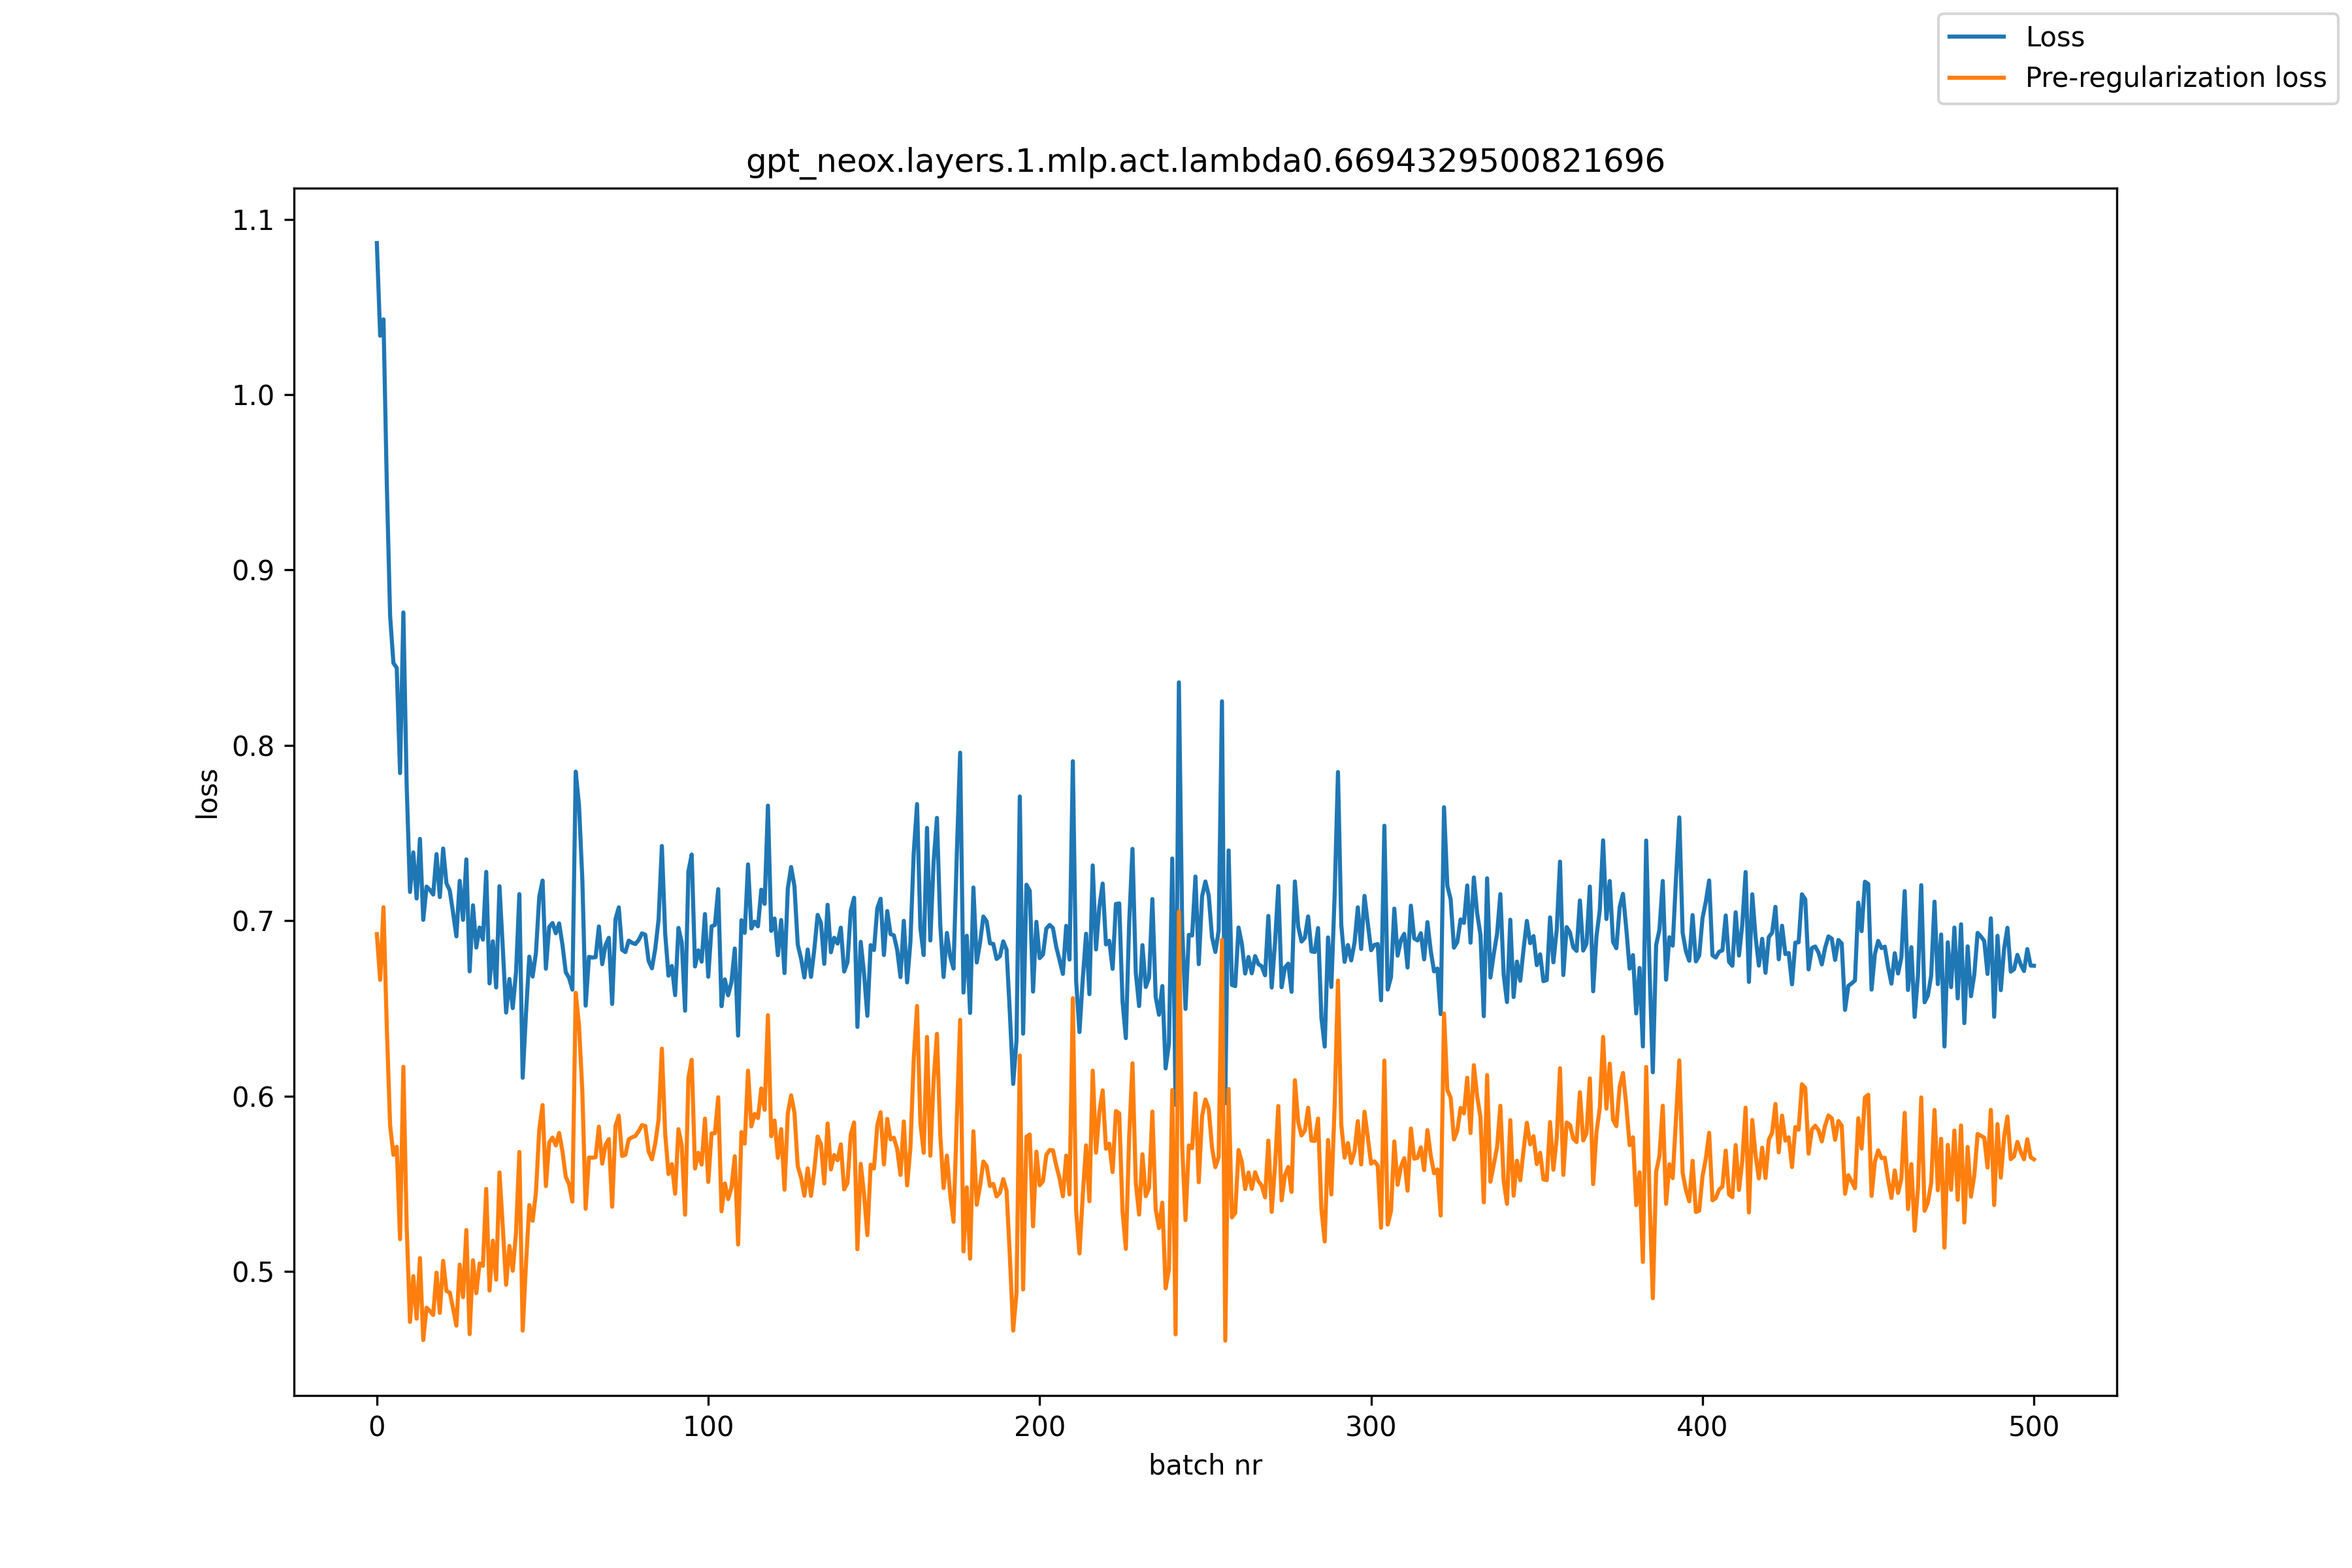 Loss
Pre-regularization loss
gpt_neox.layers.1.mlp.act.lambda0.6694329500821696
1.1
1.0
0.9
0.8
0.7
0.6
0.5
loss
0 100 200 300 400 500
batch nr